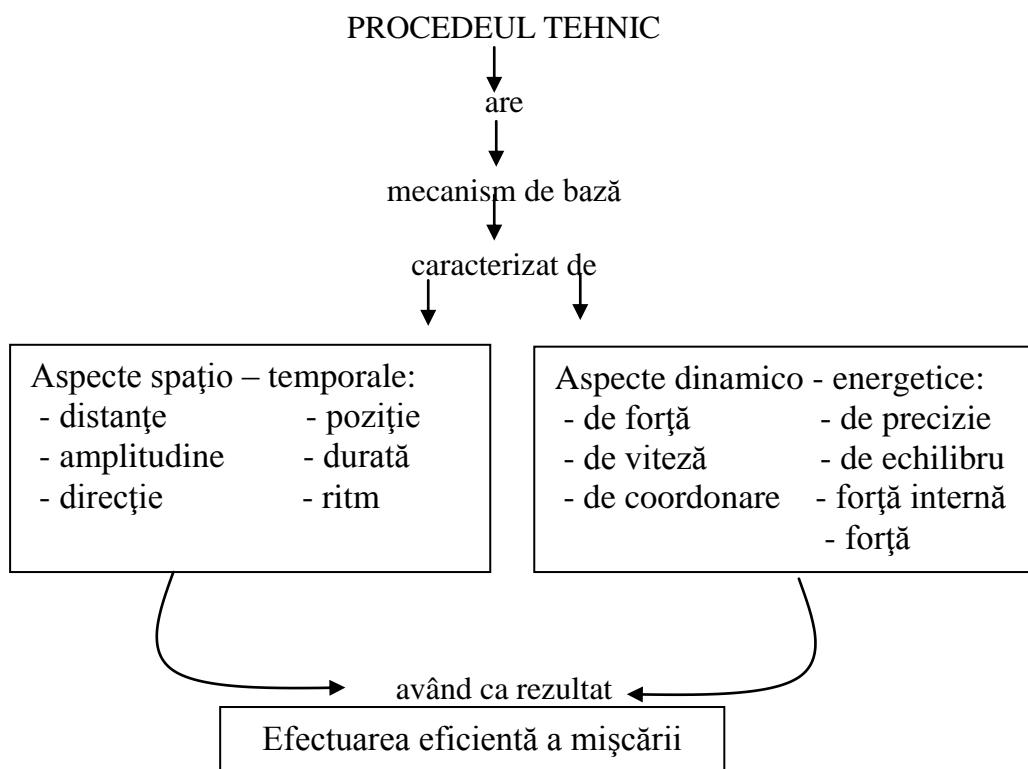 PROCEDEUL TEHNIC
are
mecanism de bază
caracterizat de
Aspecte spaţio – temporale:
- distanţe - poziţie
- amplitudine - durată
- direcţie - ritm
Aspecte dinamico - energetice:
- de forţă - de precizie
- de viteză - de echilibru
- de coordonare - forţă internă
- forţă
având ca rezultat
Efectuarea eficientă a mişcării